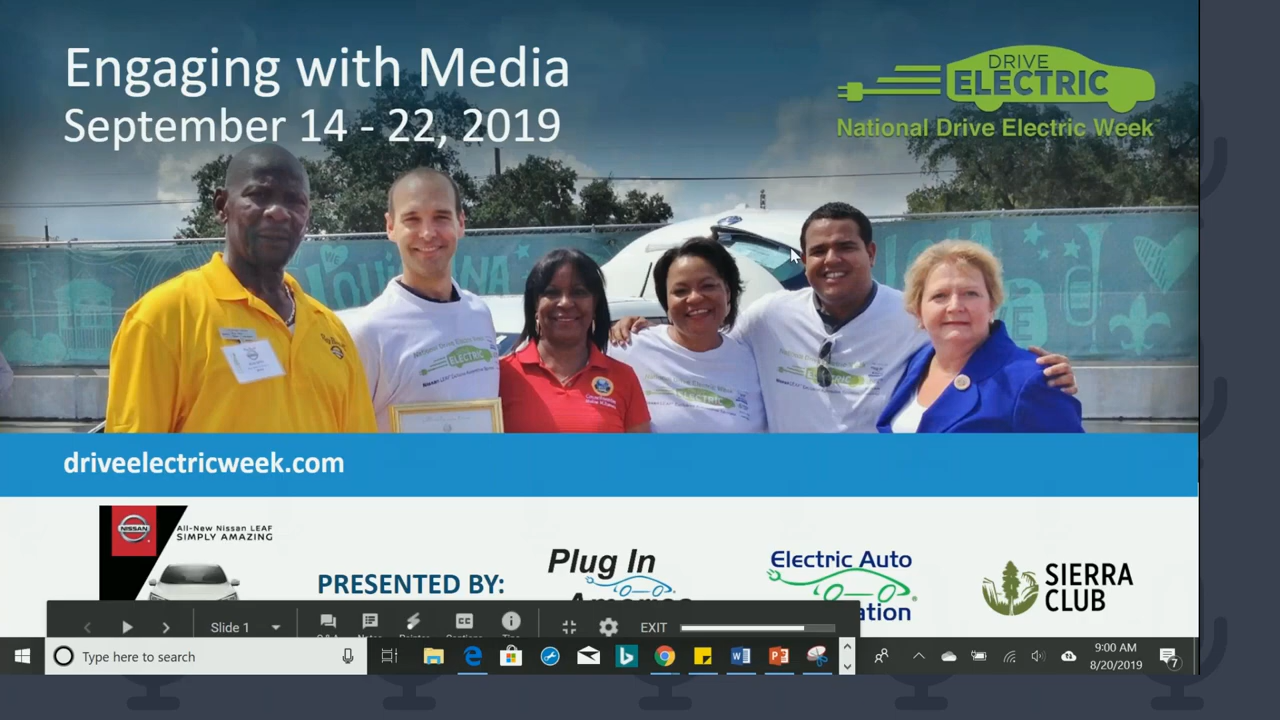 Engaging with Media
September 14 - 22, 2019
DRIVE
ELECTRIC
National Drive Electric Week
driveelectricweek.com
NISSAN
All-New Nissan LEAF
SIMPLY AMAZING
PRESENTED BY:
Plug In
Electric Auto
SIERRA
CLUB
Slide 1
EXIT
Type here to search
9:00 AM
8/20/2019
7